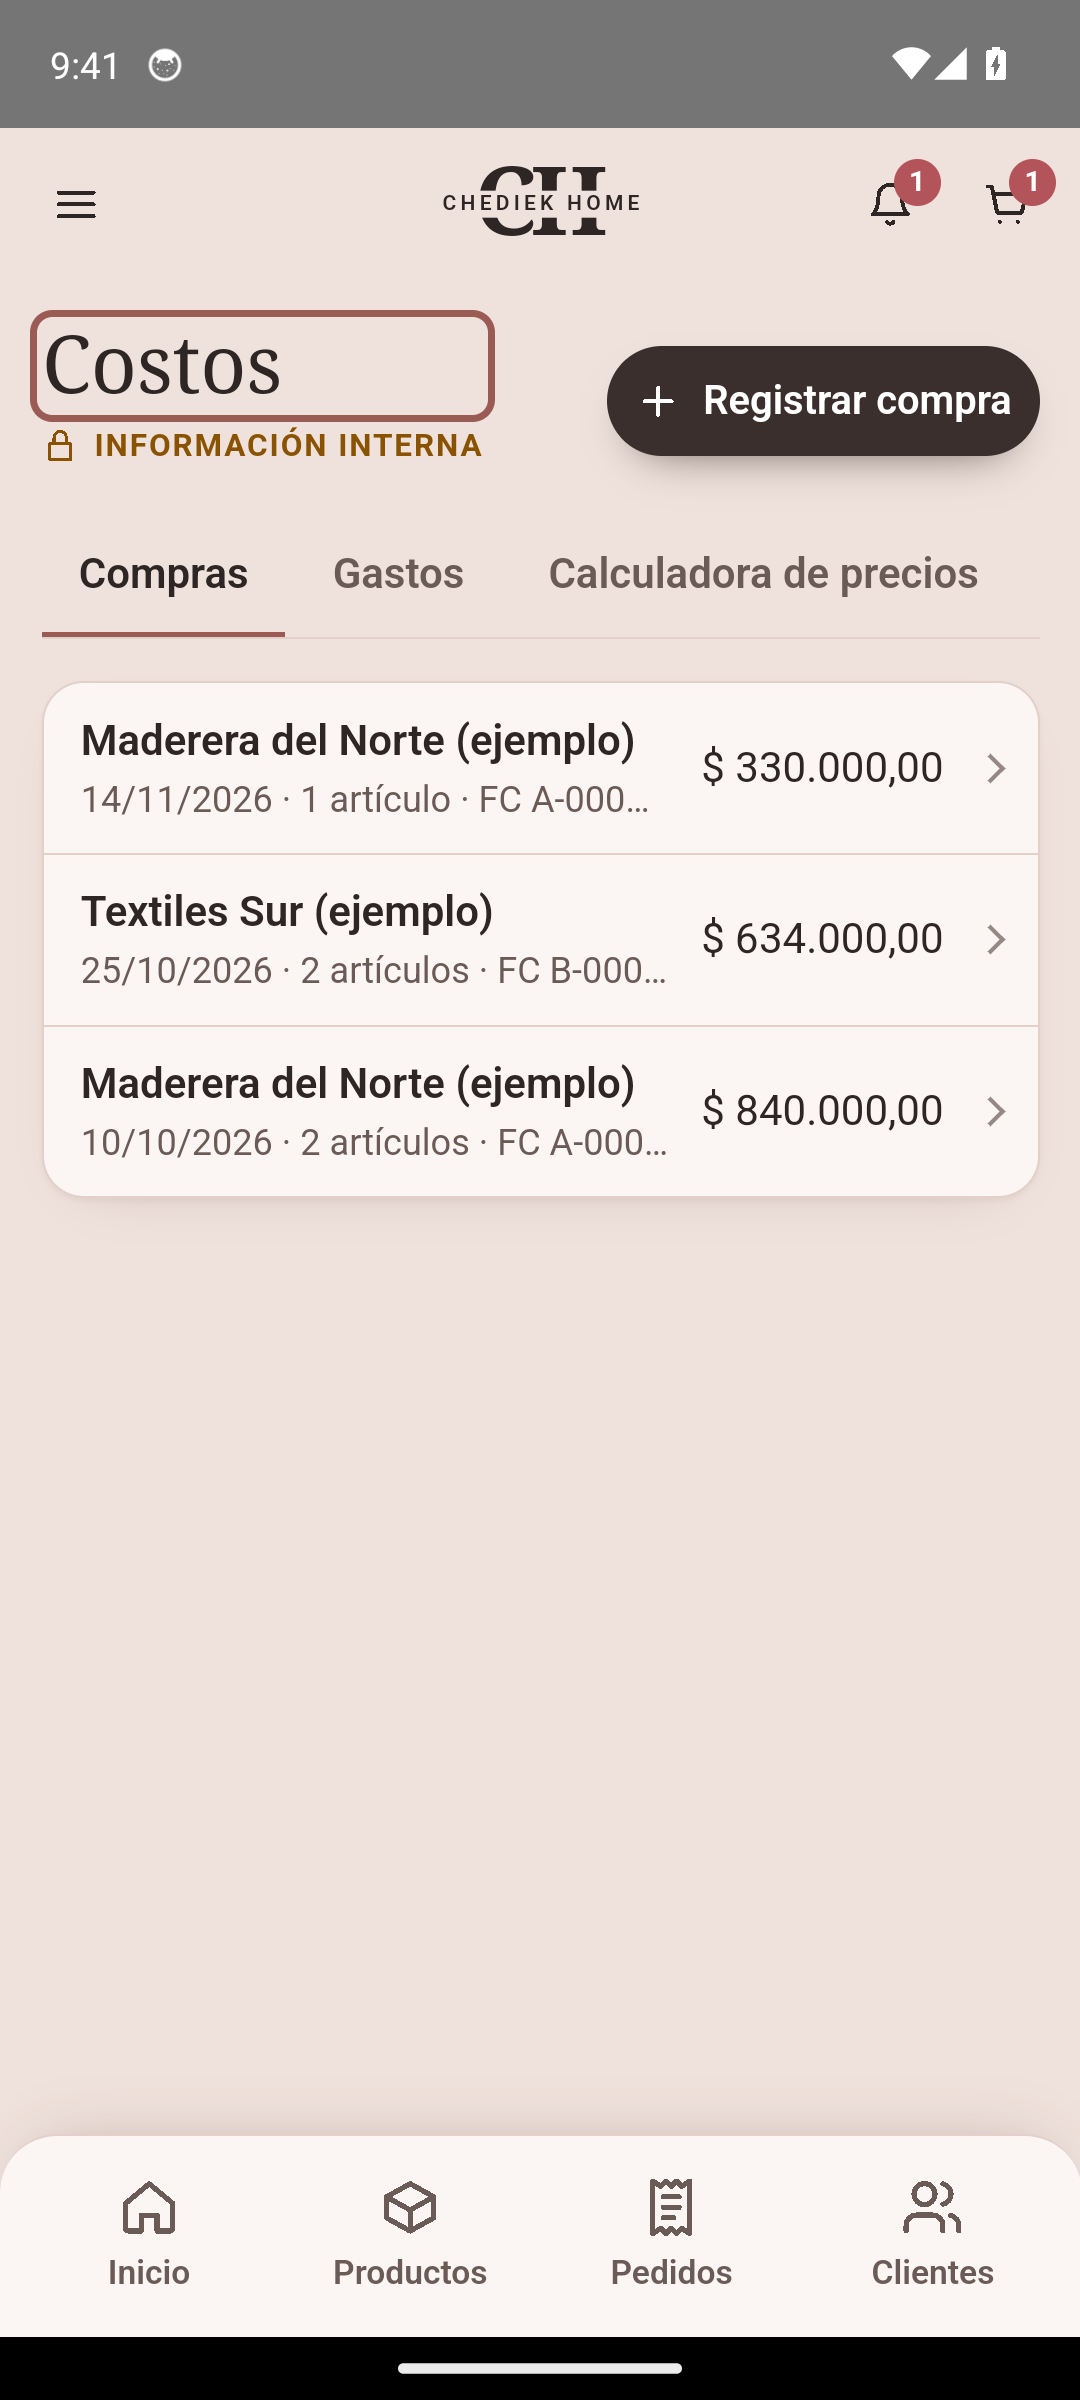 9:41
CH
CHEDIEK HOME
1
1
Costos
INFORMACIÓN INTERNA
Registrar compra
Compras
Gastos
Calculadora de precios
Maderera del Norte (ejemplo)
14/11/2026 · 1 artículo · FC A-000...
$ 330.000,00
Textiles Sur (ejemplo)
25/10/2026 · 2 artículos · FC B-000...
$ 634.000,00
Maderera del Norte (ejemplo)
10/10/2026 · 2 artículos · FC A-000...
$ 840.000,00
Inicio
Productos
Pedidos
Clientes